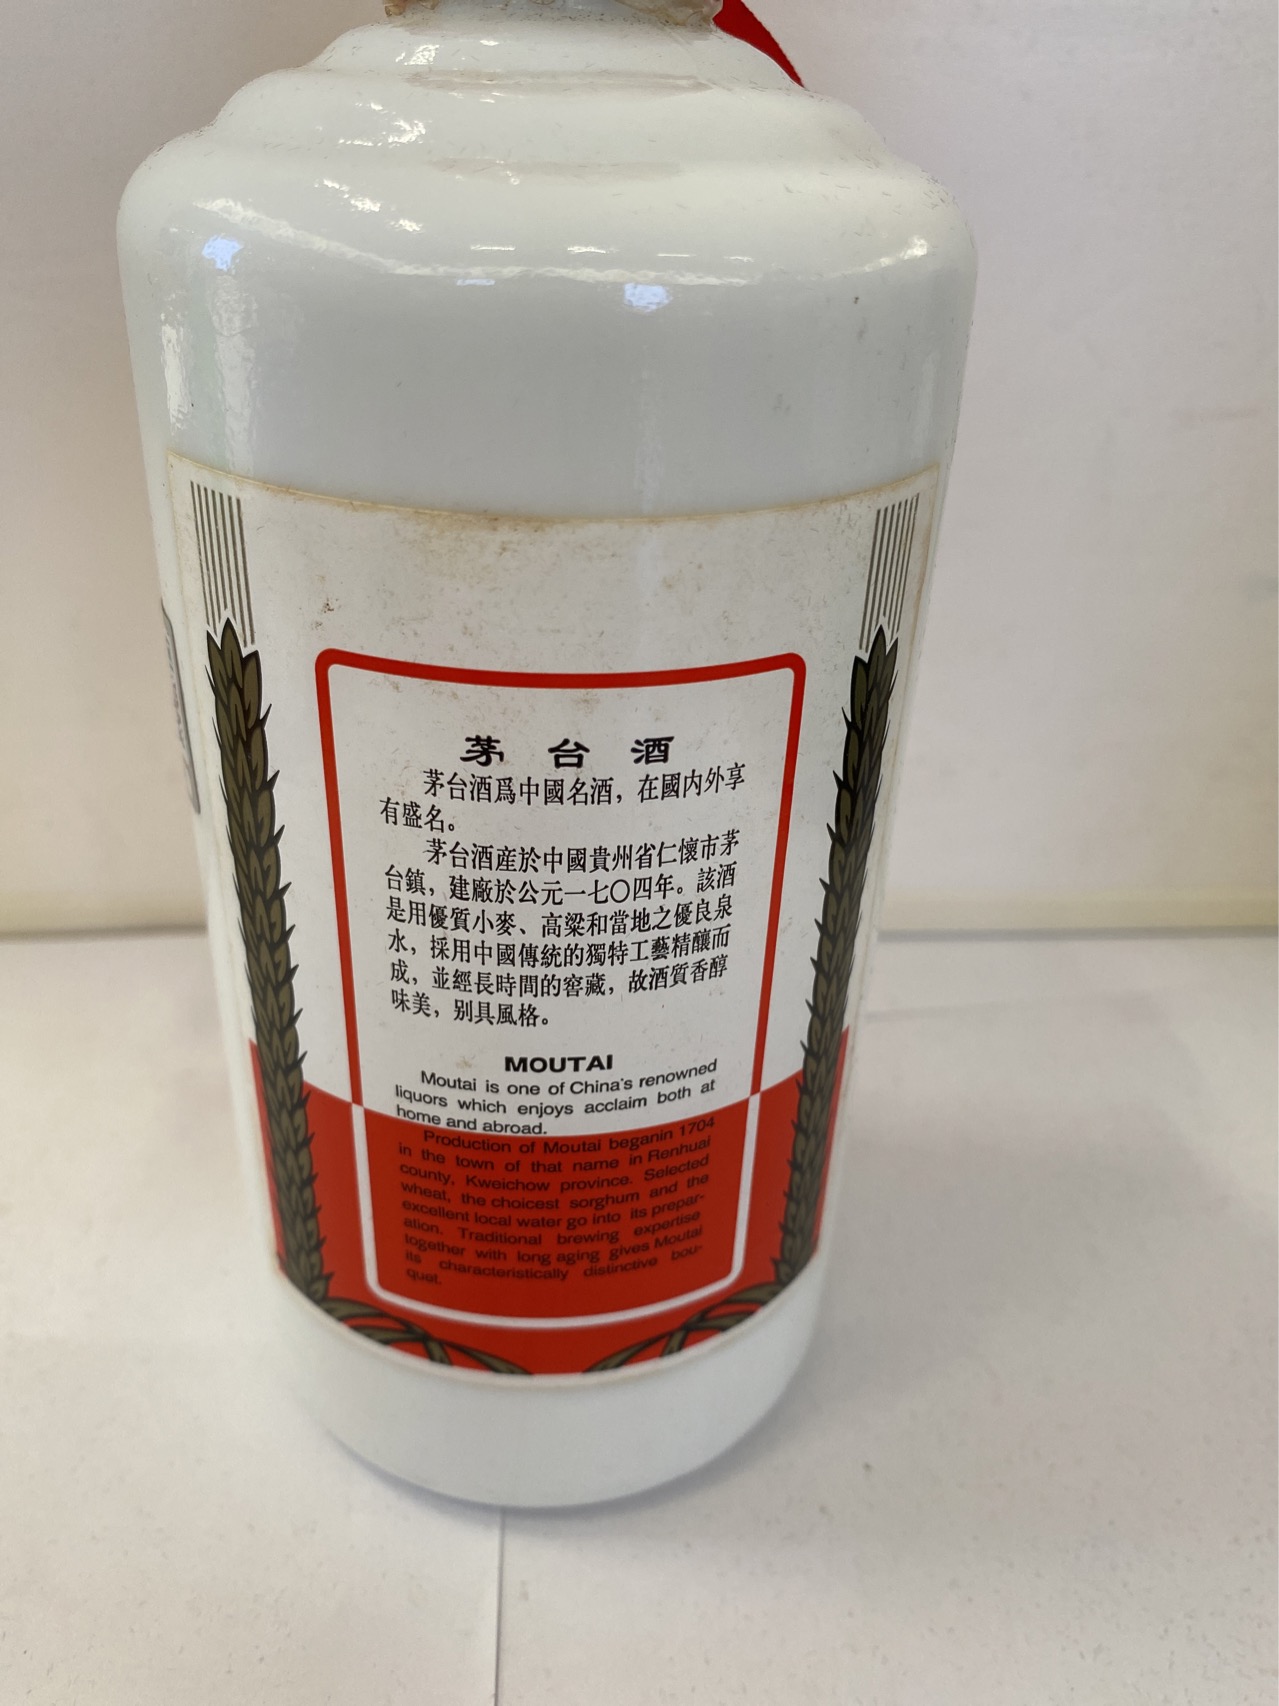 茅台酒
茅台酒爲中國名酒，在國内外享
有盛名。
茅台酒産於中國貴州省仁懷市茅
台鎮，建廠於公元一七〇四年。該酒
是用優質小麥、高梁和當地之優良泉
水，採用中國傳統的獨特工藝精釀而
成，並經長時間的窖藏，故酒質香醇
味美，别具風格。
MOUTAI
Moutai is one of China's renowned
liquors which enjoys acclaim both at
home and abroad.
Production of Moutai beganin 1704
in the town of that name in Renhuai
county, Kweichow province. Selected
wheat, the choicest sorghum and the
excellent local water go into its prepar-
ation. Traditional brewing expertise
together with long aging gives Moutai
its characteristically distinctive bou-
quet.